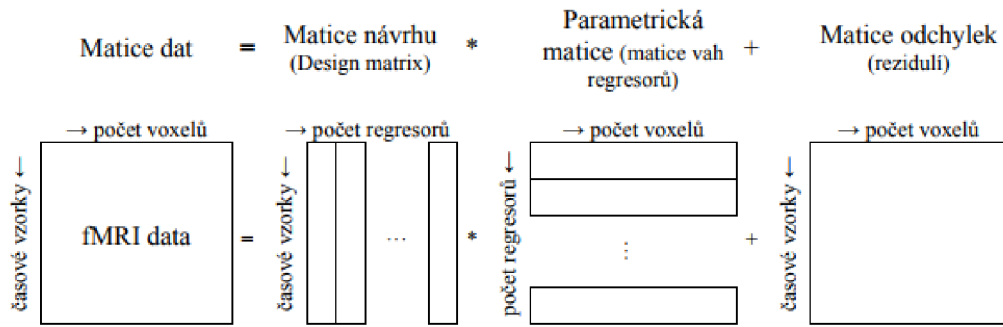 Matice dat = Matice návrhu * Parametrická + Matice odchylek
(Design matrix) matice (matice vah (reziduií)
regresorů)
→ počet voxelů → počet regresorů → počet voxelů → počet voxelů
časové vzorky ←
fMRI data
=
časové vzorky ←
...
*
počet regresorů ←
⋮
+
časové vzorky ←